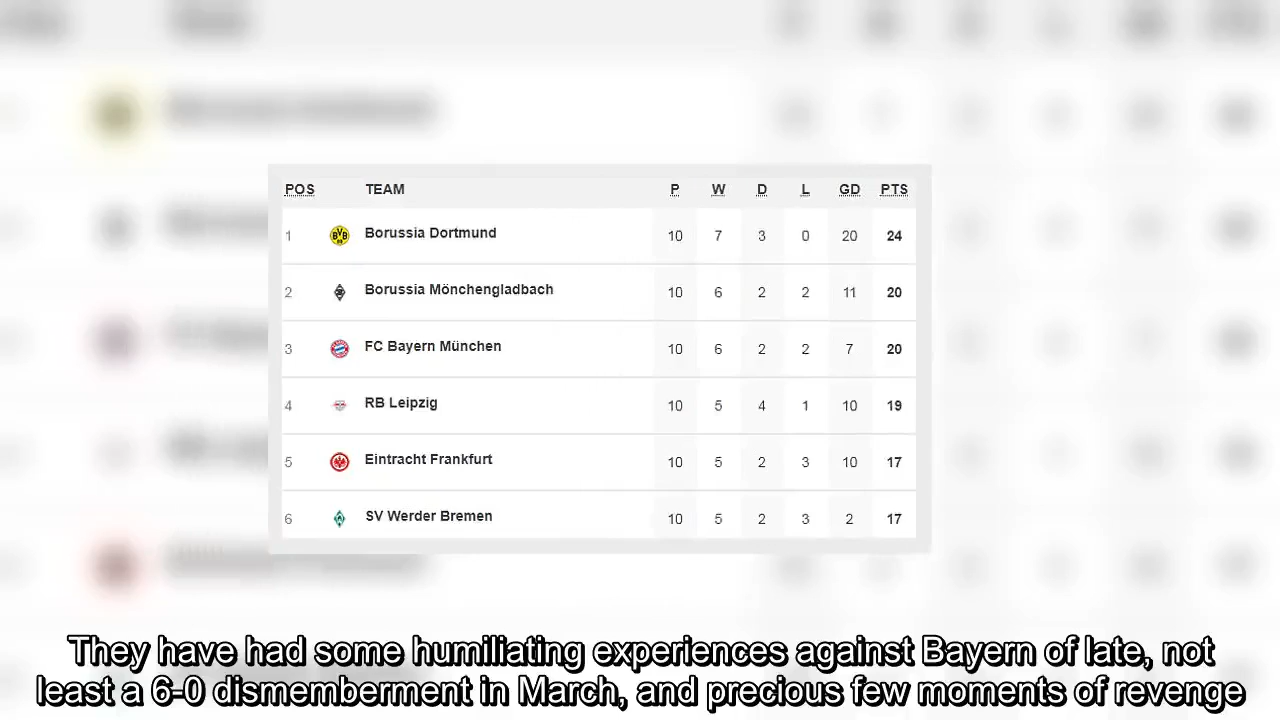 POS TEAM P W D L GD PTS
1 Borussia Dortmund 10 7 3 0 20 24
2 Borussia Mönchengladbach 10 6 2 2 11 20
3 FC Bayern München 10 6 2 2 7 20
4 RB Leipzig 10 5 4 1 10 19
5 Eintracht Frankfurt 10 5 2 3 10 17
6 SV Werder Bremen 10 5 2 3 2 17
They have had some humiliating experiences against Bayern of late, not
least a 6-0 dismemberment in March, and precious few moments of revenge